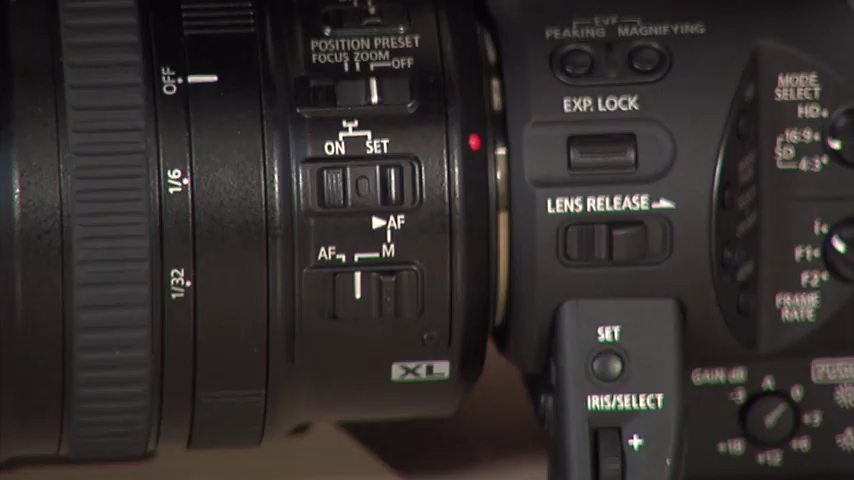 EVF
PEAKING MAGNIFYING
POSITION PRESET
FOCUS ZOOM
OFF
OFF
MODE
SELECT
HD
EXP. LOCK
ON SET
16:9
SD
4:3
1/6
LENS RELEASE
▶AF
AF M
F1
F2
1/32
FRAME
RATE
SET
XL
GAIN dB
A
-3 0
IRIS/SELECT
+3
+
+18 +6
+12